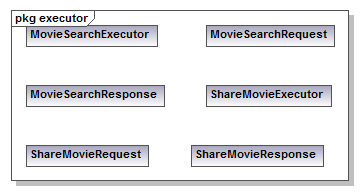 pkg executor
MovieSearchExecutor
MovieSearchRequest
MovieSearchResponse
ShareMovieExecutor
ShareMovieRequest
ShareMovieResponse